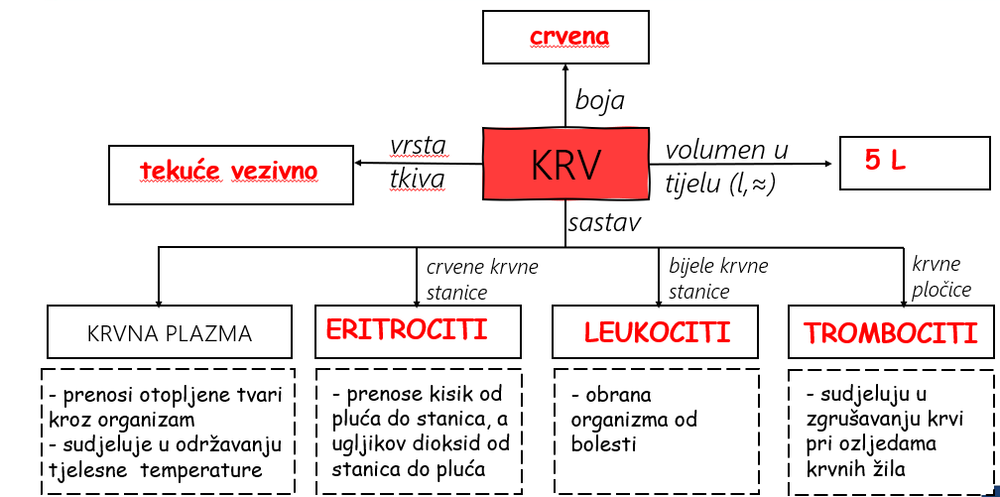 crvena
boja
vrsta
tkiva
tekuće vezivno
KRV
volumen u
tijelu (l,≈)
5 L
sastav
crvene krvne
stanice
bijele krvne
stanice
krvne
pločice
KRVNA PLAZMA
ERITROCITI
LEUKOCITI
TROMBOCITI
- prenosi otopljene tvari
kroz organizam
- sudjeluje u održavanju
tjelesne temperature
- prenose kisik od
pluća do stanica, a
ugljikov dioksid od
stanica do pluća
- obrana
organizma od
bolesti
- sudjeluju u
zgrušavanju krvi
pri ozljedama
krvnih žila